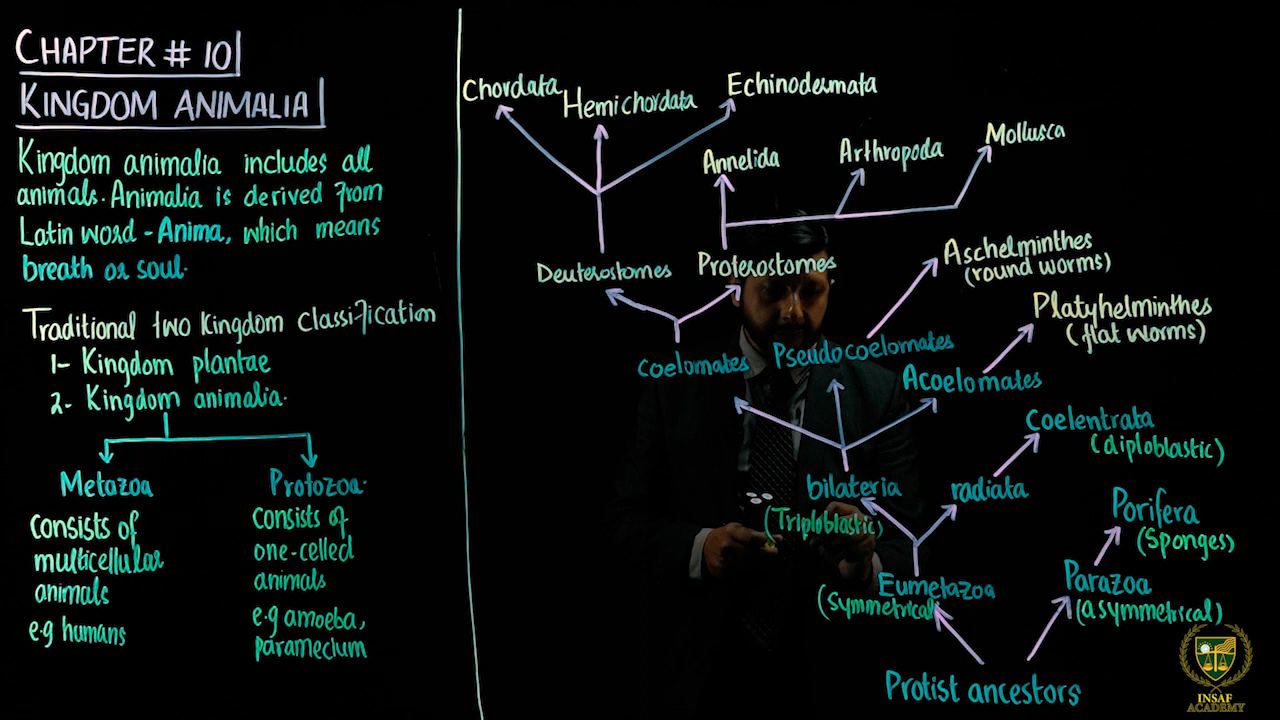 CHAPTER # 10
KINGDOM ANIMALIA
Kingdom animalia includes all
animals. Animalia is derived from
Latin word - Anima, which means
breath or soul.
Traditional two Kingdom Classification
1- Kingdom plantae
2- Kingdom animalia.
Metazoa
consists of
multicellular
animals
e.g humans
Protozoa.
Consists of
one-celled
animals
e.g amoeba,
paramecium
Chordata
Hemichordata
Echinodermata
Annelida
Arthropoda
Mollusca
Deuterostomes
Proterostomes
Aschelminthes
(round worms)
Platyhelminthes
(flat worms)
coelomates
Pseudocoelomates
Acoelomates
Coelentrata
(diploblastic)
bilateria
(Triploblastic)
radiata
Porifera
(Sponges)
Eumetazoa
(symmetrical)
Parazoa
(asymmetrical)
Protist ancestors
INSAF
ACADEMY